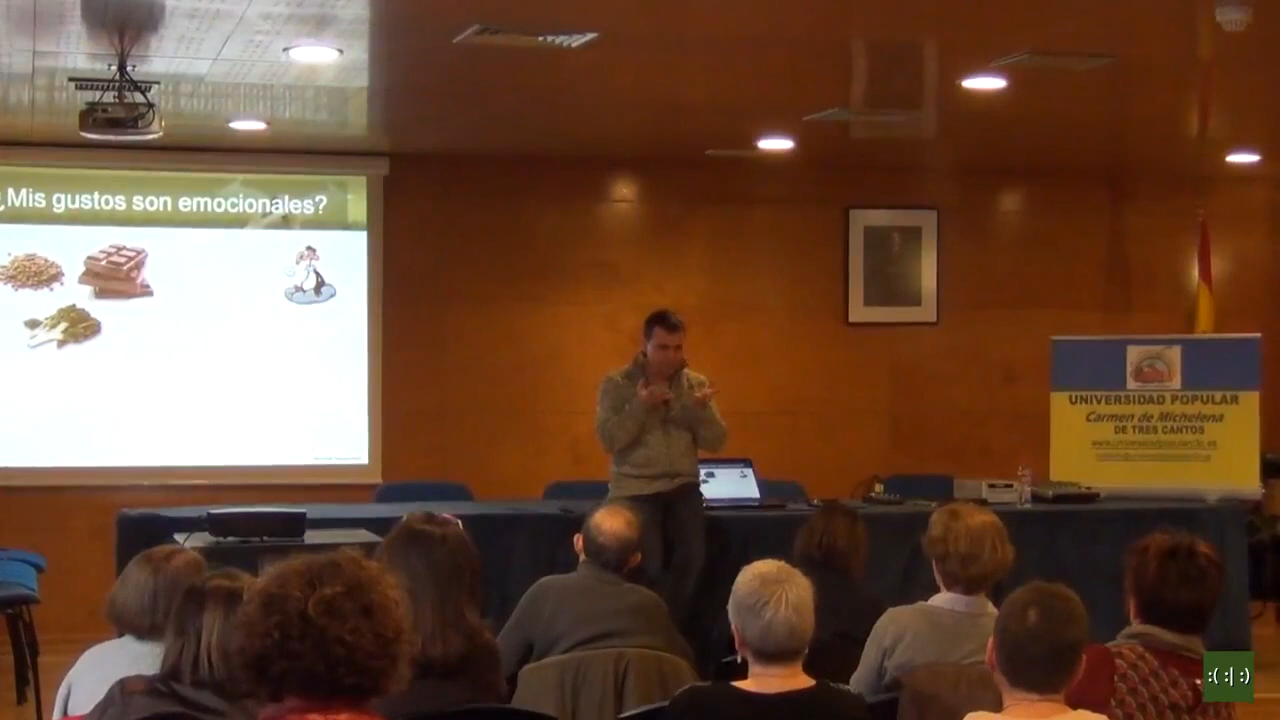 ¿Mis gustos son emocionales?
UNIVERSIDAD POPULAR
Carmen de Michelena
DE TRES CANTOS
:( :| :)